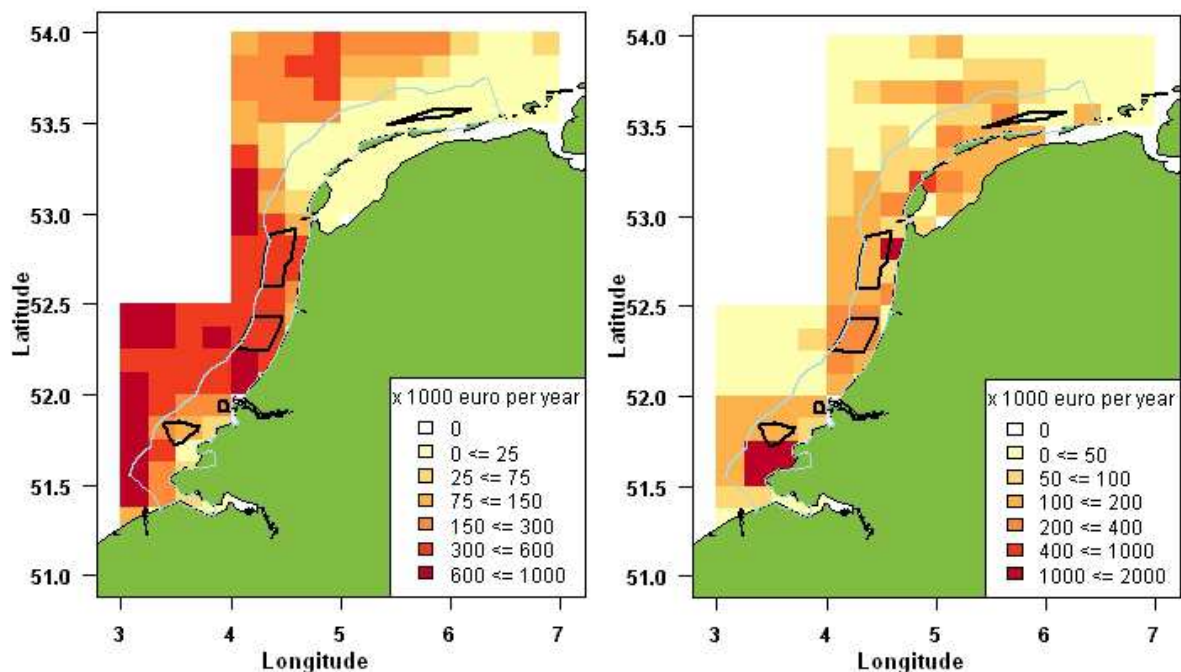 54.0
53.5
53.0
52.5
52.0
51.5
51.0
Latitude
x 1000 euro per year
0
0 <= 25
25 <= 75
75 <= 150
150 <= 300
300 <= 600
600 <= 1000
3 4 5 6 7
Longitude
54.0
53.5
53.0
52.5
52.0
51.5
51.0
Latitude
x 1000 euro per year
0
0 <= 50
50 <= 100
100 <= 200
200 <= 400
400 <= 1000
1000 <= 2000
3 4 5 6 7
Longitude